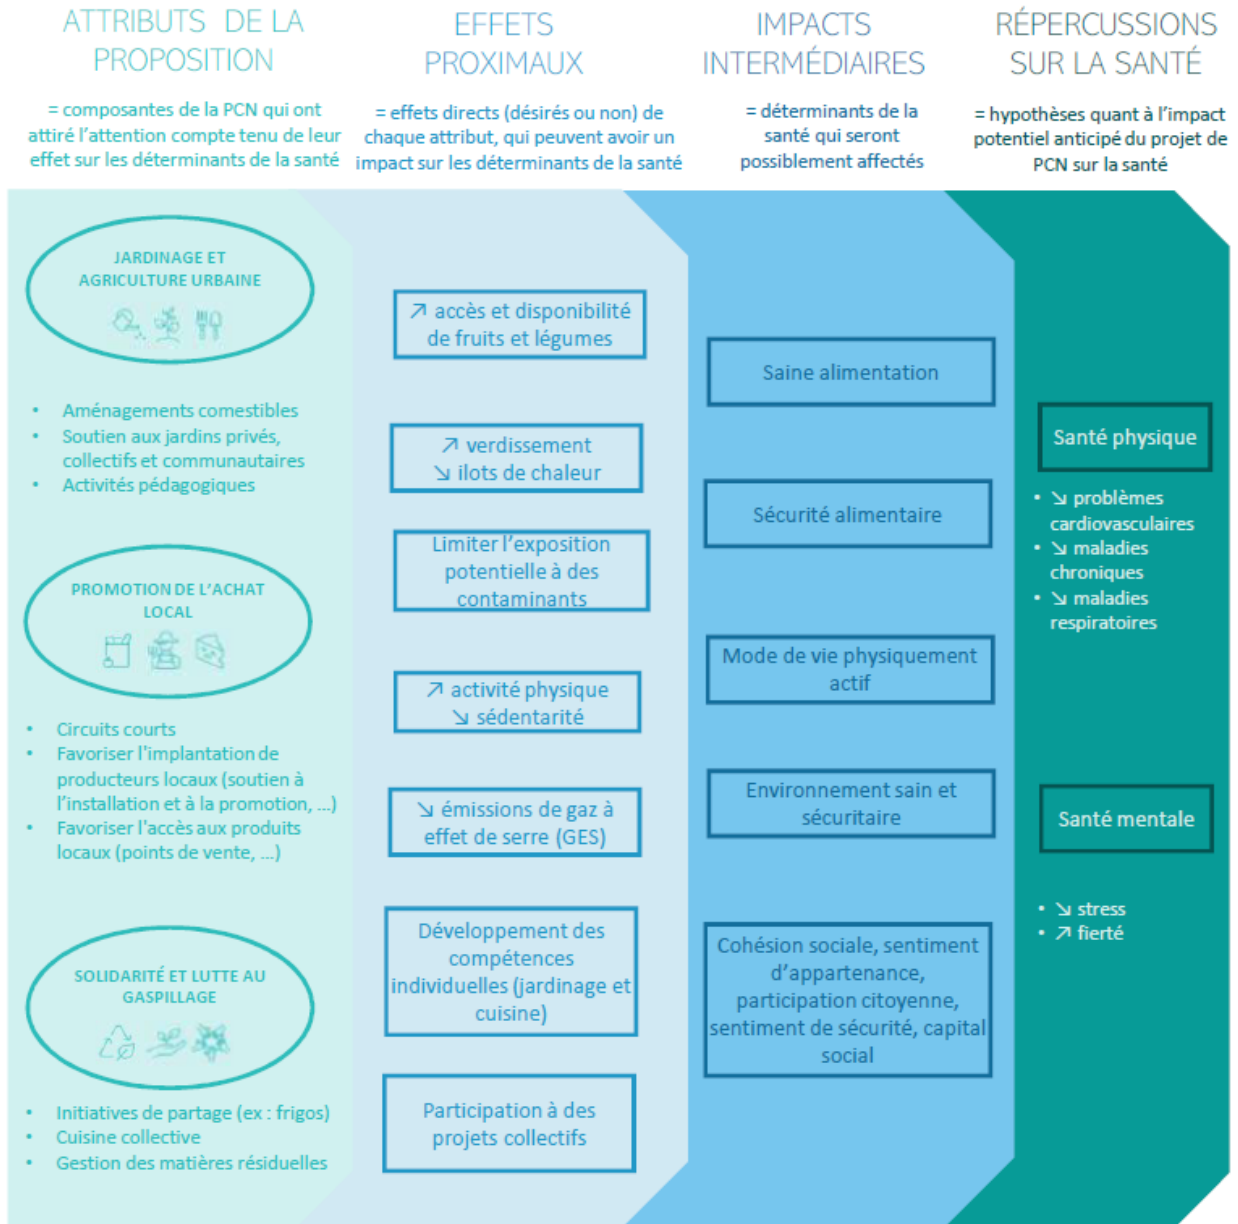 ATTRIBUTS DE LA
PROPOSITION
= composantes de la PCN qui ont
attiré l'attention compte tenu de leur
effet sur les déterminants de la santé
JARDINAGE ET
AGRICULTURE URBAINE
• Aménagements comestibles
• Soutien aux jardins privés,
collectifs et communautaires
• Activités pédagogiques
PROMOTION DE L'ACHAT
LOCAL
• Circuits courts
• Favoriser l'implantation de
producteurs locaux (soutien à
l'installation et à la promotion, ...)
• Favoriser l'accès aux produits
locaux (points de vente, ...)
SOLIDARITÉ ET LUTTE AU
GASPILLAGE
• Initiatives de partage (ex : frigos)
• Cuisine collective
• Gestion des matières résiduelles
EFFETS
PROXIMAUX
= effets directs (désirés ou non) de
chaque attribut, qui peuvent avoir un
impact sur les déterminants de la santé
↗ accès et disponibilité
de fruits et légumes
↗ verdissement
↘ ilots de chaleur
Limiter l'exposition
potentielle à des
contaminants
↗ activité physique
↘ sédentarité
↘ émissions de gaz à
effet de serre (GES)
Développement des
compétences
individuelles (jardinage et
cuisine)
Participation à des
projets collectifs
IMPACTS
INTERMÉDIAIRES
= déterminants de la
santé qui seront
possiblement affectés
Saine alimentation
Sécurité alimentaire
Mode de vie physiquement
actif
Environnement sain et
sécuritaire
Cohésion sociale, sentiment
d'appartenance,
participation citoyenne,
sentiment de sécurité, capital
social
RÉPERCUSSIONS
SUR LA SANTÉ
= hypothèses quant à l'impact
potentiel anticipé du projet de
PCN sur la santé
Santé physique
• ↘ problèmes
cardiovasculaires
• ↘ maladies
chroniques
• ↘ maladies
respiratoires
Santé mentale
• ↘ stress
• ↗ fierté